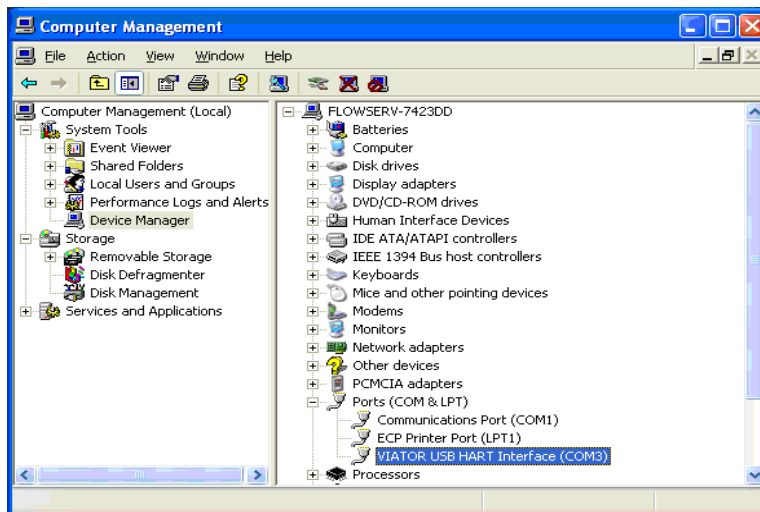 Computer Management
File Action View Window Help
Computer Management (Local)
System Tools
Event Viewer
Shared Folders
Local Users and Groups
Performance Logs and Alerts
Device Manager
Storage
Removable Storage
Disk Defragmenter
Disk Management
Services and Applications
FLOWSERV-7423DD
Batteries
Computer
Disk drives
Display adapters
DVD/CD-ROM drives
Human Interface Devices
IDE ATA/ATAPI controllers
IEEE 1394 Bus host controllers
Keyboards
Mice and other pointing devices
Modems
Monitors
Network adapters
Other devices
PCMCIA adapters
Ports (COM & LPT)
Communications Port (COM1)
ECP Printer Port (LPT1)
VIATOR USB HART Interface (COM3)
Processors